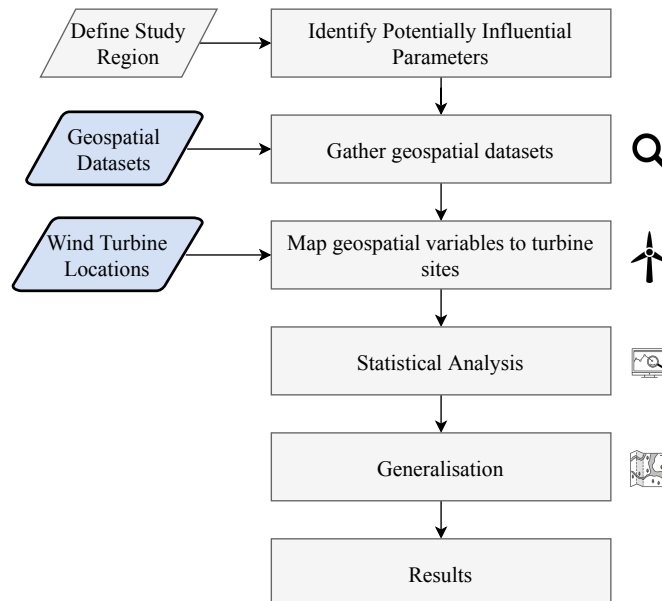 Define Study
Region
Identify Potentially Influential
Parameters
Geospatial
Datasets
Gather geospatial datasets
Wind Turbine
Locations
Map geospatial variables to turbine
sites
Statistical Analysis
Generalisation
Results